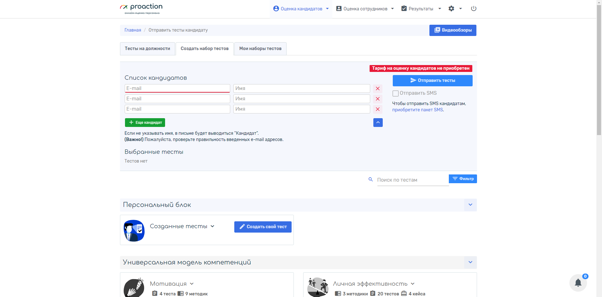 proaction
Оценка кандидатов
Оценка сотрудников
Результаты
Главная / Отправить тесты кандидату
Видеообзоры
Тесты на должности
Создать набор тестов
Мои наборы тестов
Тариф на оценку кандидатов не приобретен
Список кандидатов
Отправить тесты
E-mail
Имя
Отправить SMS
E-mail
Имя
Чтобы отправить SMS кандидатам,
приобретите пакет SMS.
E-mail
Имя
+ Еще кандидат
Если не указывать имя, в письме будет выводиться "Кандидат".
(Важно!) Пожалуйста, проверьте правильность введенных e-mail адресов.
Выбранные тесты
Тестов нет
Поиск по тестам
Фильтр
Персональный блок
Созданные тесты
Создать свой тест
Универсальная модель компетенций
Мотивация
4 теста 9 методик
Личная эффективность
3 методики 20 тестов 4 кейса